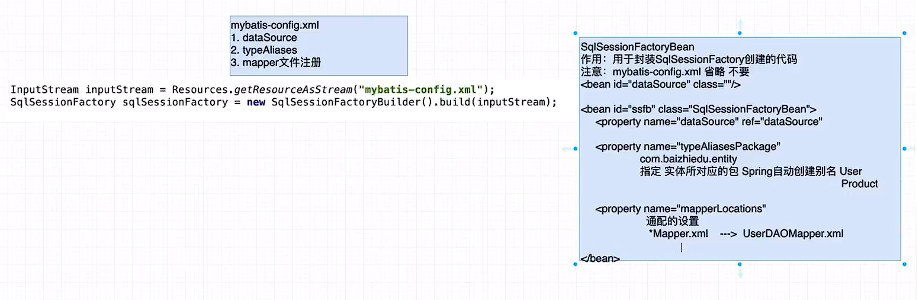 mybatis-config.xml
1. dataSource
2. typeAliases
3. mapper文件注册
InputStream inputStream = Resources.getResourceAsStream("mybatis-config.xml");
SqlSessionFactory sqlSessionFactory = new SqlSessionFactoryBuilder().build(inputStream);
SqlSessionFactoryBean
作用：用于封装SqlSessionFactory创建的代码
注意：mybatis-config.xml 省略 不要
<bean id="dataSource" class=""/>
<bean id="ssfb" class="SqlSessionFactoryBean">
<property name="dataSource" ref="dataSource"
<property name="typeAliasesPackage"
com.baizhiedu.entity
指定 实体所对应的包 Spring自动创建别名 User
Product
<property name="mapperLocations"
通配的设置
*Mapper.xml ---> UserDAOMapper.xml
</bean>